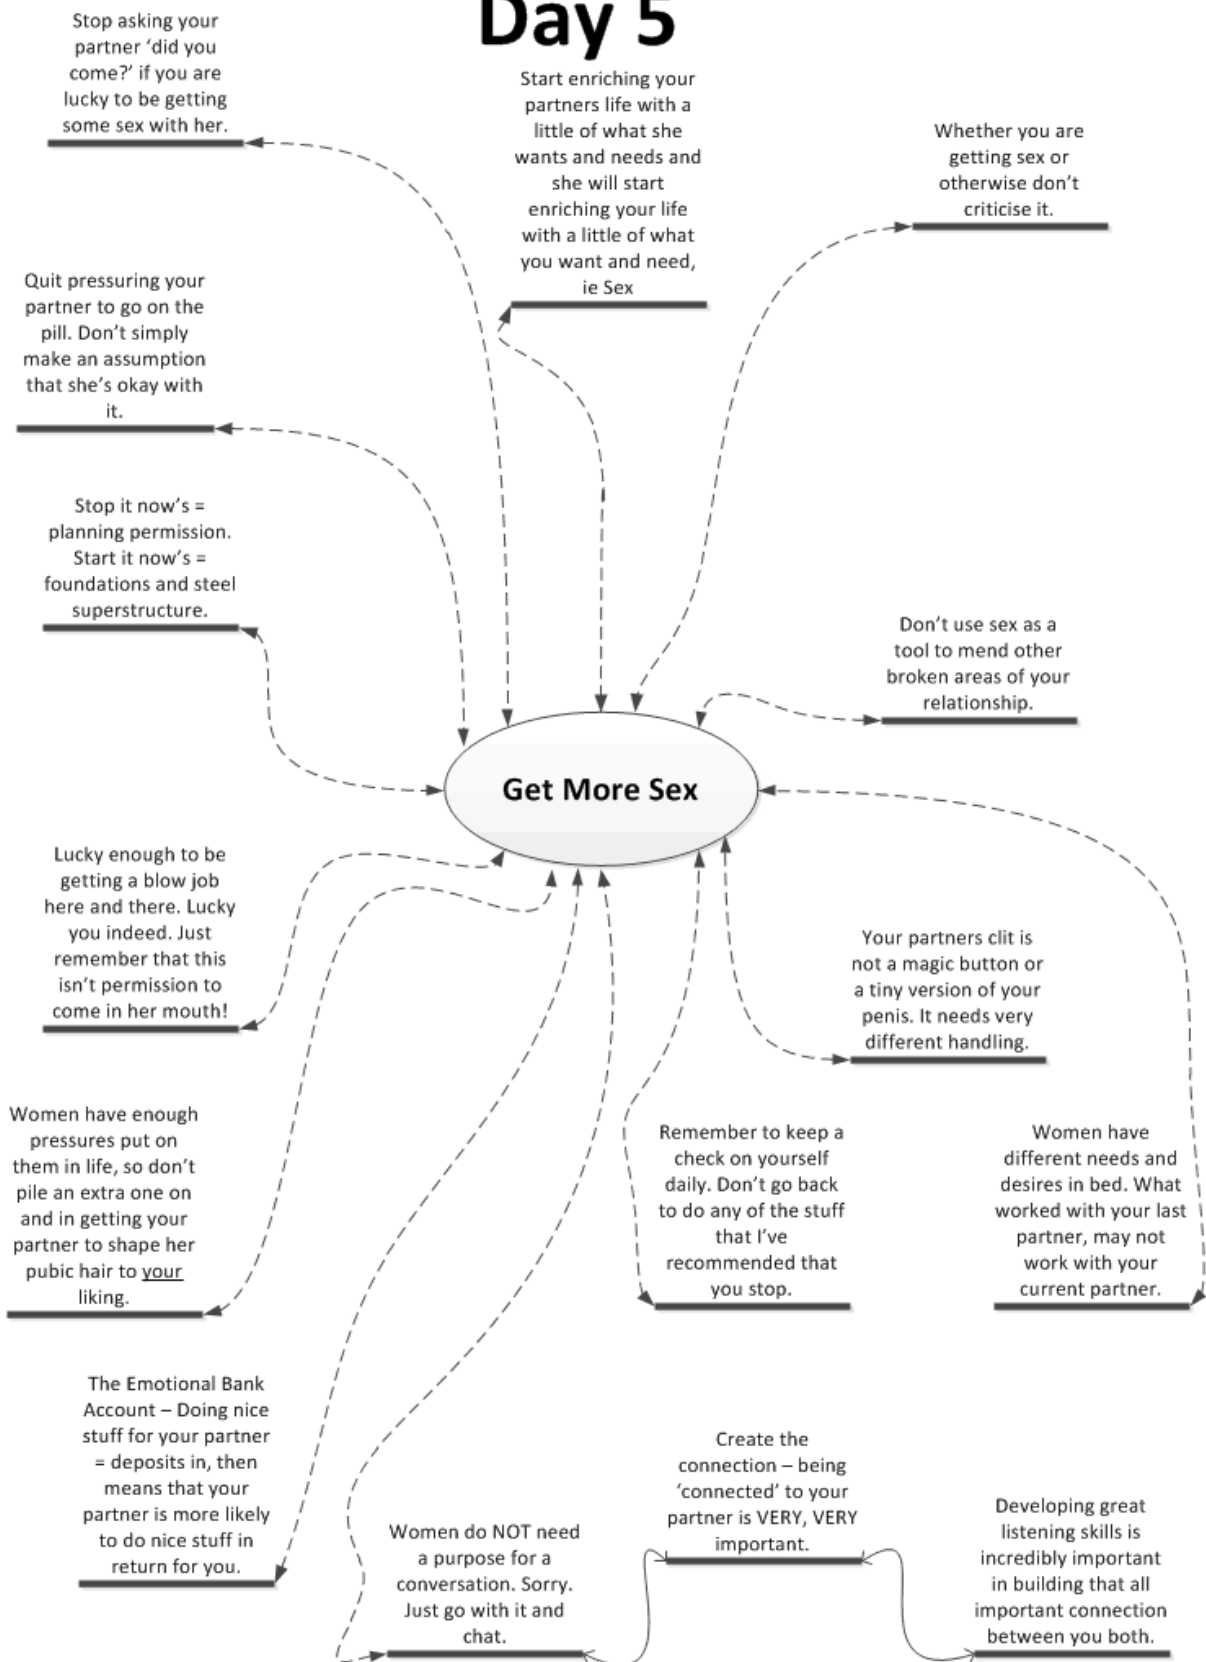 Day 5
Stop asking your
partner ‘did you
come?’ if you are
lucky to be getting
some sex with her.
Start enriching your
partners life with a
little of what she
wants and needs and
she will start
enriching your life
with a little of what
you want and need,
ie Sex
Whether you are
getting sex or
otherwise don’t
criticise it.
Quit pressuring your
partner to go on the
pill. Don’t simply
make an assumption
that she’s okay with
it.
Stop it now’s =
planning permission.
Start it now’s =
foundations and steel
superstructure.
Don’t use sex as a
tool to mend other
broken areas of your
relationship.
Get More Sex
Lucky enough to be
getting a blow job
here and there. Lucky
you indeed. Just
remember that this
isn’t permission to
come in her mouth!
Your partners clit is
not a magic button or
a tiny version of your
penis. It needs very
different handling.
Women have enough
pressures put on
them in life, so don’t
pile an extra one on
and in getting your
partner to shape her
pubic hair to your
liking.
Remember to keep a
check on yourself
daily. Don’t go back
to do any of the stuff
that I’ve
recommended that
you stop.
Women have
different needs and
desires in bed. What
worked with your last
partner, may not
work with your
current partner.
The Emotional Bank
Account – Doing nice
stuff for your partner
= deposits in, then
means that your
partner is more likely
to do nice stuff in
return for you.
Women do NOT need
a purpose for a
conversation. Sorry.
Just go with it and
chat.
Create the
connection – being
‘connected’ to your
partner is VERY, VERY
important.
Developing great
listening skills is
incredibly important
in building that all
important connection
between you both.